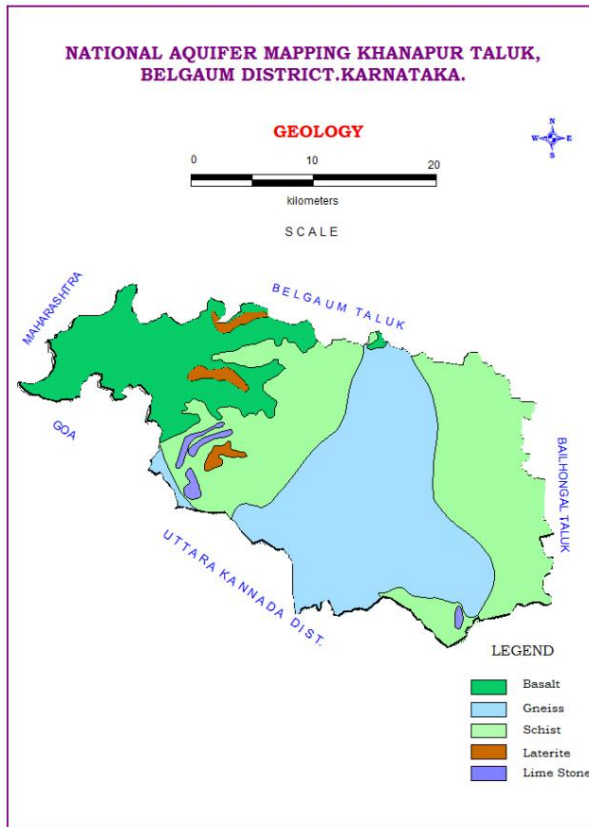 NATIONAL AQUIFER MAPPING KHANAPUR TALUK,
BELGAUM DISTRICT.KARNATAKA.
GEOLOGY
N
W E
S
0 10 20
kilometers
SCALE
MAHARASHTRA
BELGAUM TALUK
GOA
BAILHONGAL TALUK
UTTARA KANNADA DIST.
LEGEND
Basalt
Gneiss
Schist
Laterite
Lime Stone